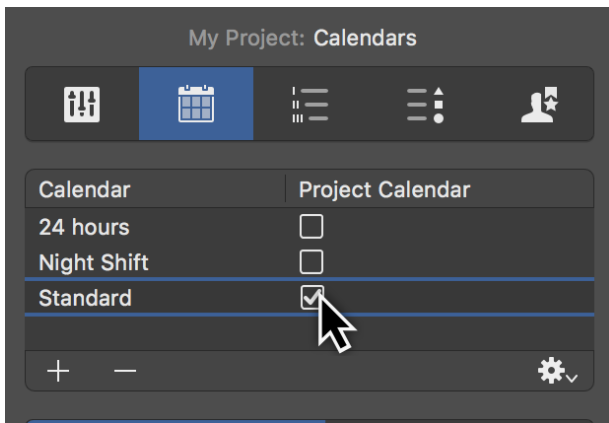 My Project: Calendars
Calendar Project Calendar
24 hours
Night Shift
Standard